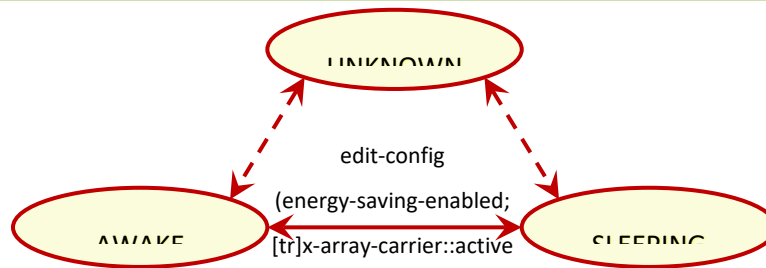 UNKNOWN
edit-config
(energy-saving-enabled;
AWAKE
[tr]x-array-carrier::active
SLEEPING